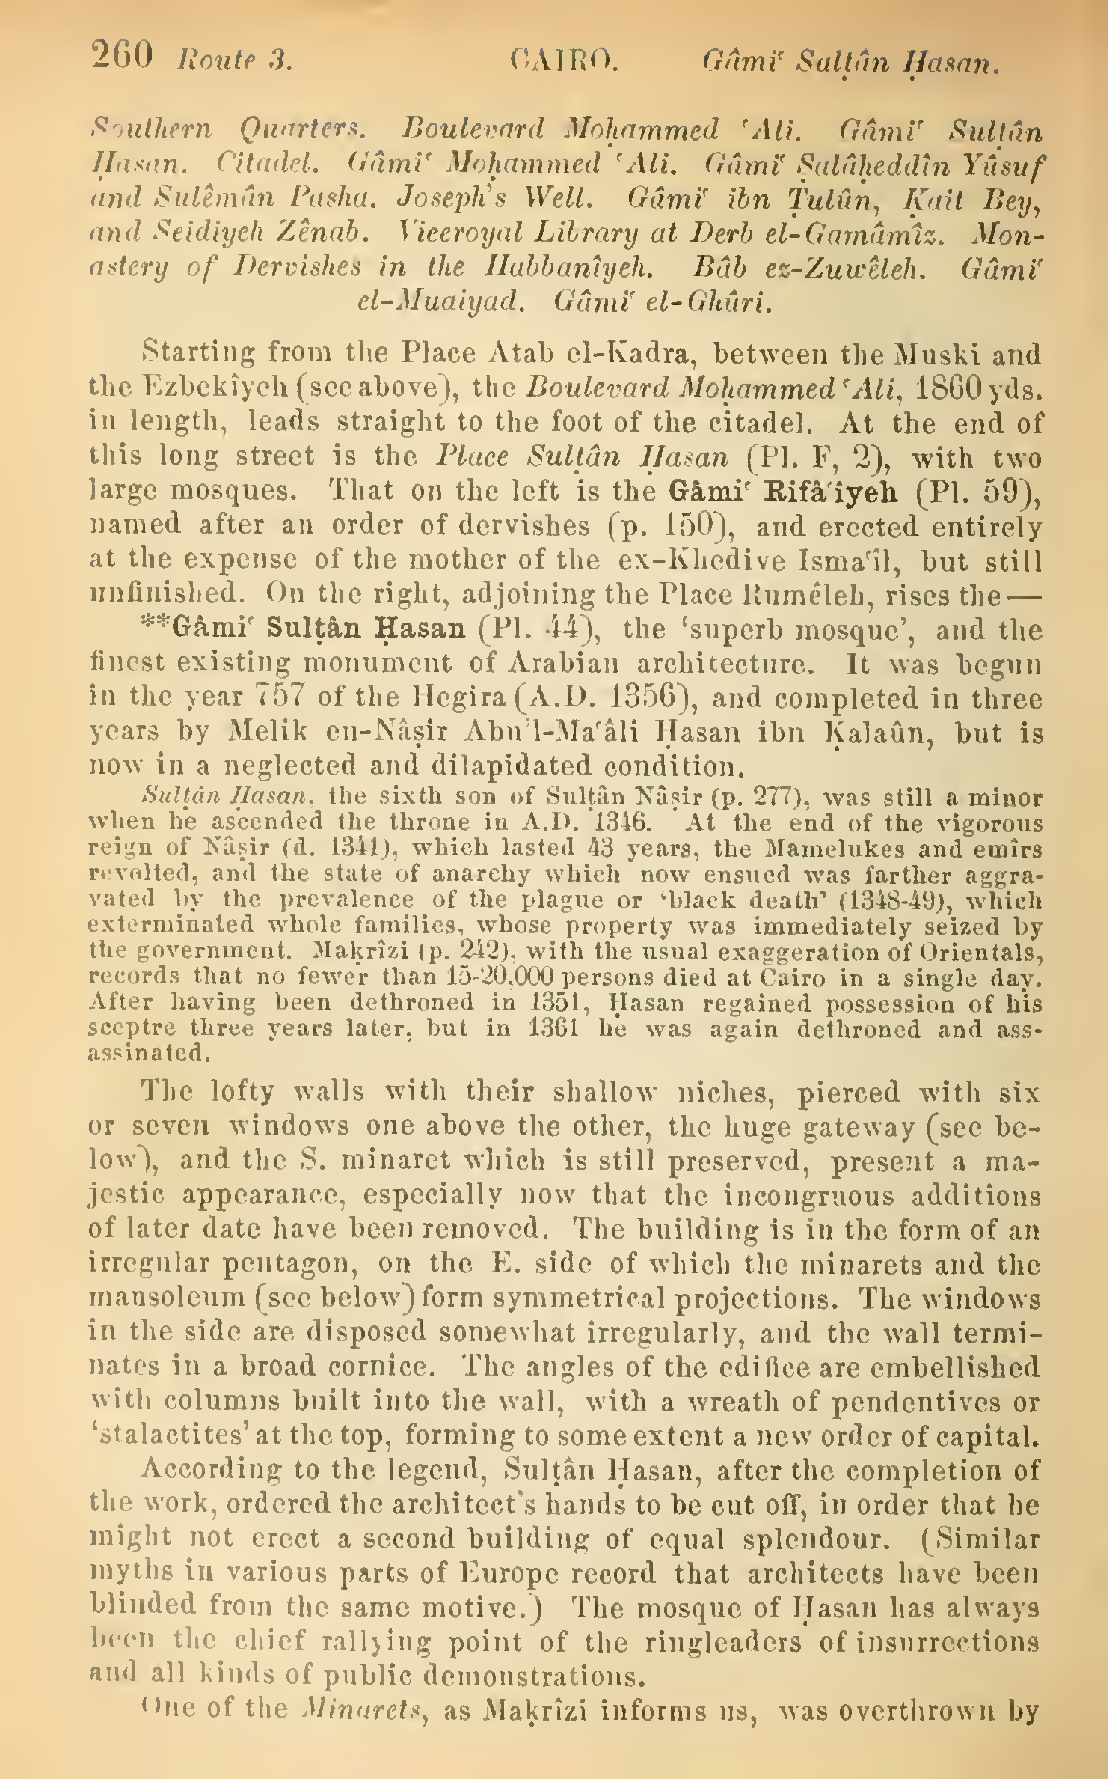 260 Route 3. CAIRO. Gâmiʿ Sulṭân Ḥasan.
Southern Quarters. Boulevard Moḥammed ʿAli. Gâmiʿ Sulṭân
Ḥasan. Citadel. Gâmiʿ Moḥammed ʿAli. Gâmiʿ Ṣalâḥeddîn Yûsuf
and Sulêmân Pasha. Joseph's Well. Gâmiʿ ibn Ṭulûn, Ḳait Bey,
and Seidiyeh Zênab. Viceroyal Library at Derb el-Gamâmîz. Mon-
astery of Dervishes in the Habbanîyeh. Bâb ez-Zuwêleh. Gâmiʿ
el-Muaiyad. Gâmiʿ el-Ghûri.
Starting from the Place Atab el-Kadra, between the Muski and
the Ezbekîyeh (see above), the Boulevard Moḥammed ʿAli, 1860 yds.
in length, leads straight to the foot of the citadel. At the end of
this long street is the Place Sulṭân Ḥasan (Pl. F, 2), with two
large mosques. That on the left is the Gâmiʿ Rifâʿiyeh (Pl. 59),
named after an order of dervishes (p. 150), and erected entirely
at the expense of the mother of the ex-Khedive Ismaʿîl, but still
unfinished. On the right, adjoining the Place Rumêleh, rises the —
**Gâmiʿ Sulṭân Ḥasan (Pl. 44), the 'superb mosque', and the
finest existing monument of Arabian architecture. It was begun
in the year 757 of the Hegira (A.D. 1356), and completed in three
years by Melik en-Nâṣir Abu'l-Maʿâli Ḥasan ibn Ḳalaûn, but is
now in a neglected and dilapidated condition.
Sulṭân Ḥasan, the sixth son of Sulṭân Nâṣir (p. 277), was still a minor
when he ascended the throne in A.D. 1346. At the end of the vigorous
reign of Nâṣir (d. 1341), which lasted 43 years, the Mamelukes and emîrs
revolted, and the state of anarchy which now ensued was farther aggra-
vated by the prevalence of the plague or 'black death' (1348-49), which
exterminated whole families, whose property was immediately seized by
the government. Maḳrîzi (p. 242), with the usual exaggeration of Orientals,
records that no fewer than 15-20,000 persons died at Cairo in a single day.
After having been dethroned in 1351, Ḥasan regained possession of his
sceptre three years later, but in 1361 he was again dethroned and ass-
assinated.
The lofty walls with their shallow niches, pierced with six
or seven windows one above the other, the huge gateway (see be-
low), and the S. minaret which is still preserved, present a ma-
jestic appearance, especially now that the incongruous additions
of later date have been removed. The building is in the form of an
irregular pentagon, on the E. side of which the minarets and the
mausoleum (see below) form symmetrical projections. The windows
in the side are disposed somewhat irregularly, and the wall termi-
nates in a broad cornice. The angles of the edifice are embellished
with columns built into the wall, with a wreath of pendentives or
'stalactites' at the top, forming to some extent a new order of capital.
According to the legend, Sulṭân Ḥasan, after the completion of
the work, ordered the architect's hands to be cut off, in order that he
might not erect a second building of equal splendour. (Similar
myths in various parts of Europe record that architects have been
blinded from the same motive.) The mosque of Ḥasan has always
been the chief rallying point of the ringleaders of insurrections
and all kinds of public demonstrations.
One of the Minarets, as Maḳrîzi informs us, was overthrown by